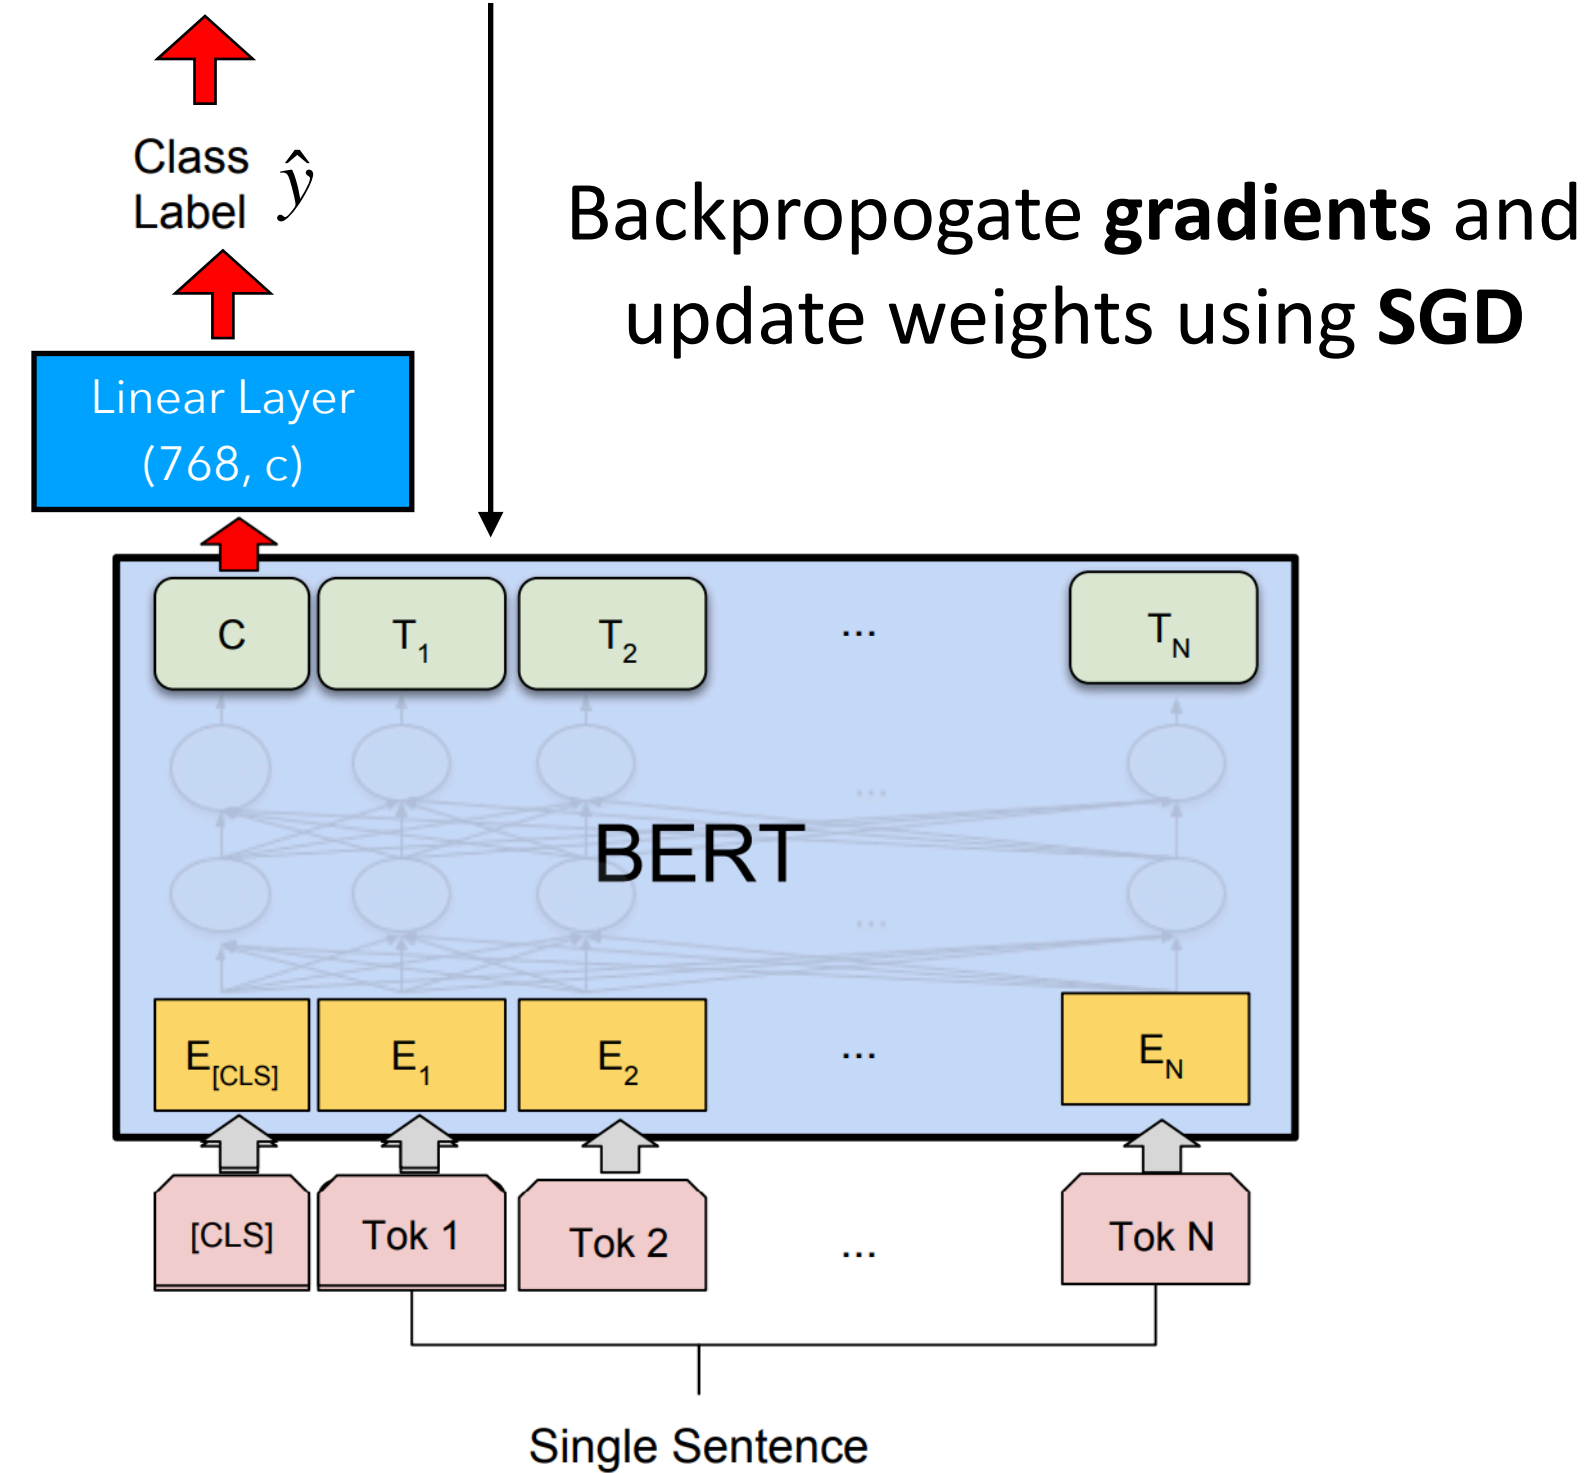 Class
Label ŷ
Backpropogate gradients and
update weights using SGD
Linear Layer
(768, c)
C T1 T2 ... TN
...
BERT
...
E[CLS] E1 E2 ... EN
[CLS] Tok 1 Tok 2 ... Tok N
Single Sentence